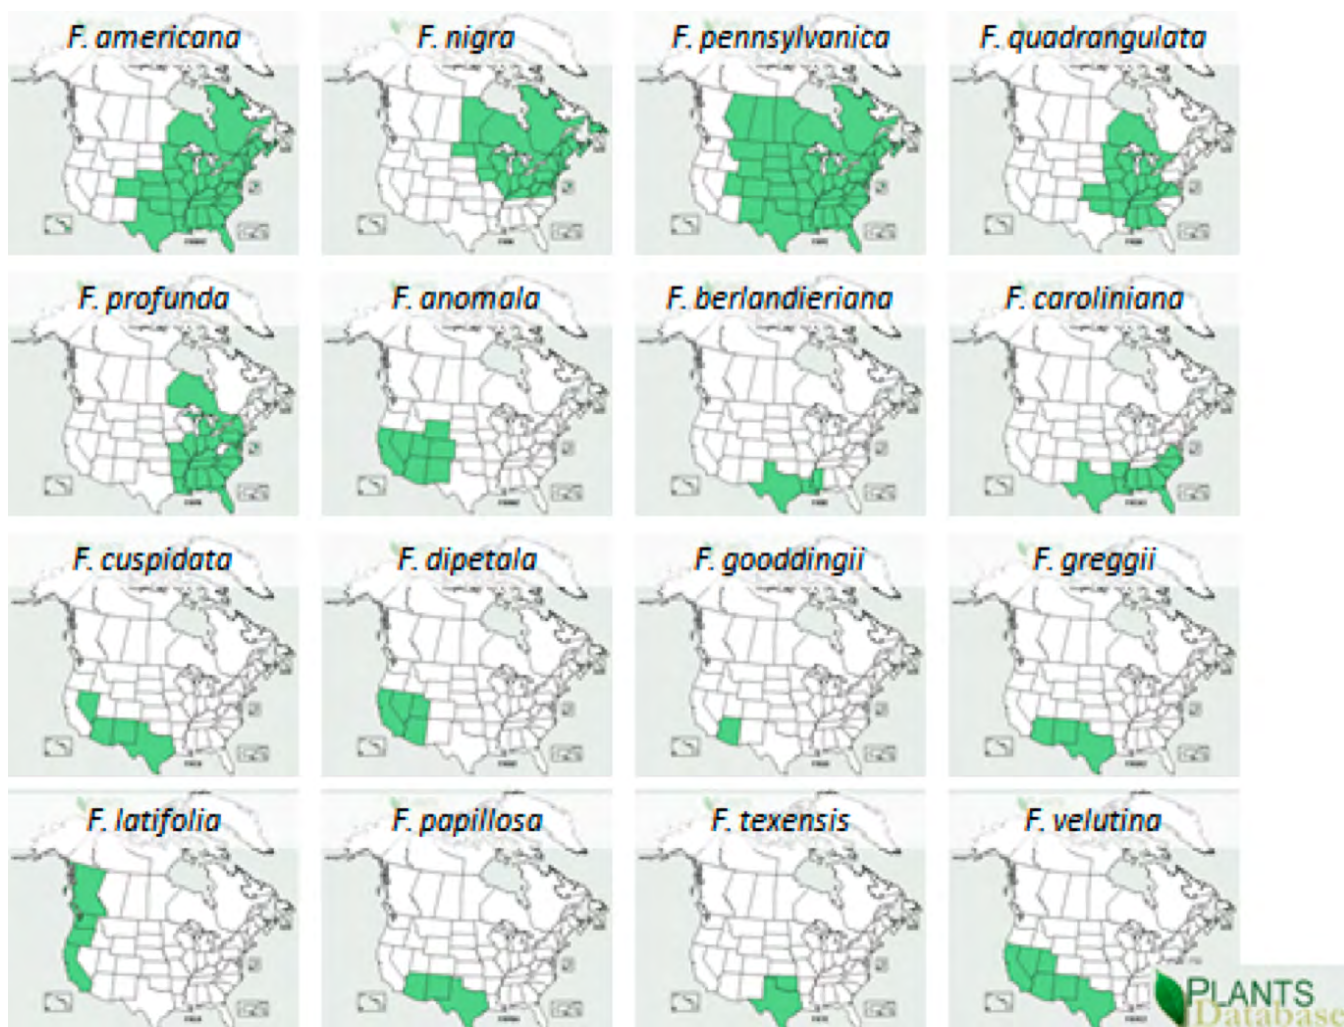 F. americana
F. nigra
F. pennsylvanica
F. quadrangulata
F. profunda
F. anomala
F. berlandieriana
F. caroliniana
F. cuspidata
F. dipetala
F. gooddingii
F. greggii
F. latifolia
F. papillosa
F. texensis
F. velutina
PLANTS
Database